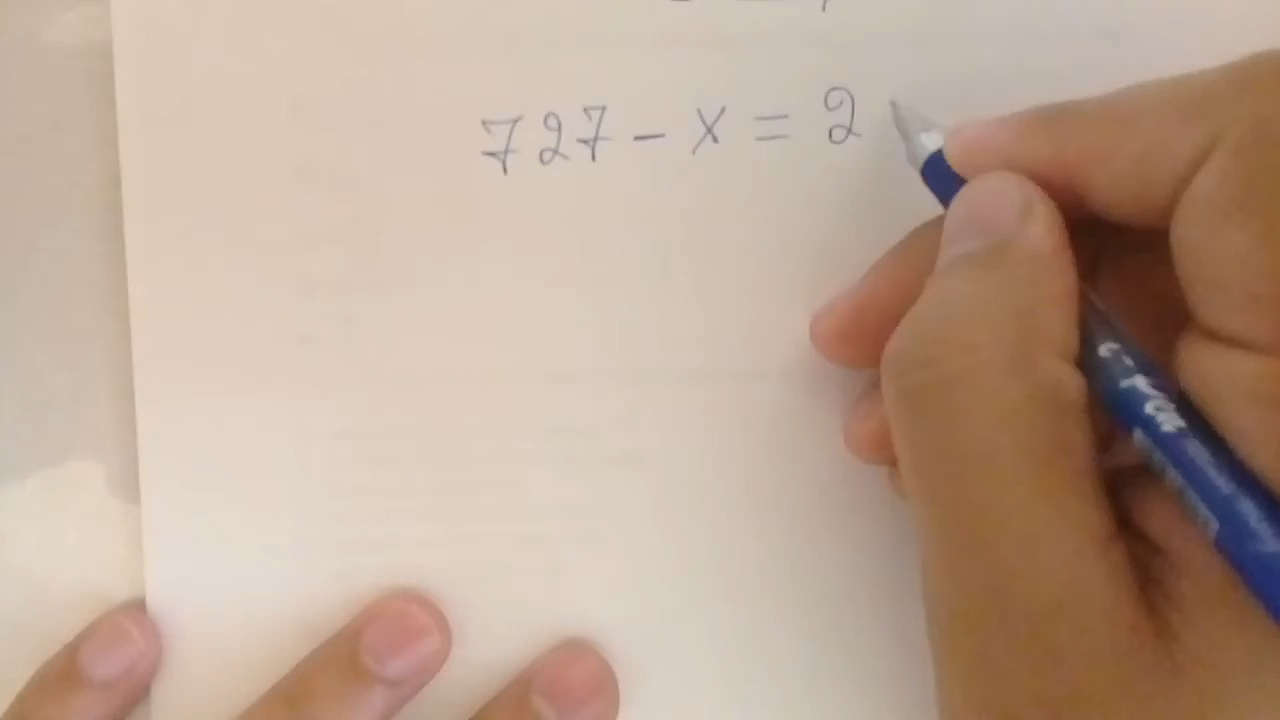 727 - x = 2